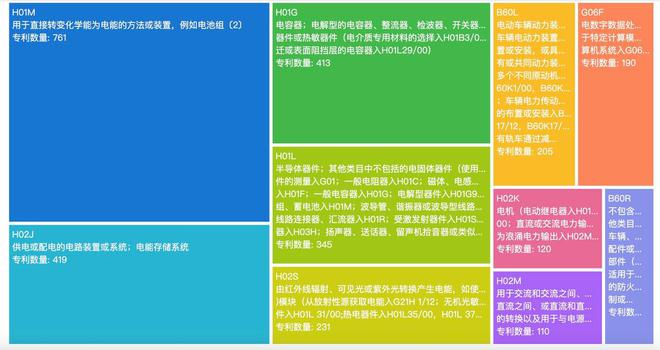 H01M
用于直接转变化学能为电能的方法或装置，例如电池组〔2〕
专利数量: 761
H02J
供电或配电的电路装置或系统；电能存储系统
专利数量: 419
H01G
电容器；电解型的电容器、整流器、检波器、开关器...
器件或热敏器件（电介质专用材料的选择入H01B3/0...
迁或表面阻挡层的电容器入H01L29/00)
专利数量: 413
H01L
半导体器件；其他类目中不包括的电固体器件（使用...
件的测量入G01；一般电阻器入H01C；磁体、电感...
入H01F；一般电容器入H01G；电解型器件入H01G9...
组、蓄电池入H01M；波导管、谐振器或波导型线路...
线路连接器、汇流器入H01R；受激发射器件入H01S...
器入H03H；扬声器、送话器、留声机拾音器或类似...
专利数量: 345
H02S
由红外线辐射、可见光或紫外光转换产生电能，如使...
)模块（从放射性源获取电能入G21H 1/12；无机光敏...
件入H01L 31/00;热电器件入H01L35/00，H01L 37...
专利数量: 231
B60L
电动车辆动力装...
车辆电动力装置...
置或安装，或具...
有或共同动力装...
多个不同原动机...
60K1/00，B60K...
；车辆电力传动...
的布置或安装入B...
17/12，B60K17/...
有轨车通过减...
专利数量: 205
G06F
电数字数据处...
于特定计算模...
算机系统入G06...
专利数量: 190
H02K
电机（电动继电器入H01...
00；直流或交流电力输...
为浪涌电力输出入H02M...
专利数量: 120
H02M
用于交流和交流之间、...
直流之间、或直流和直...
的转换以及用于与电源...
专利数量: 110
B60R
不包含...
他类目...
车辆、...
配件或...
部件（...
适用于...
的防火...
制或...
专利数...